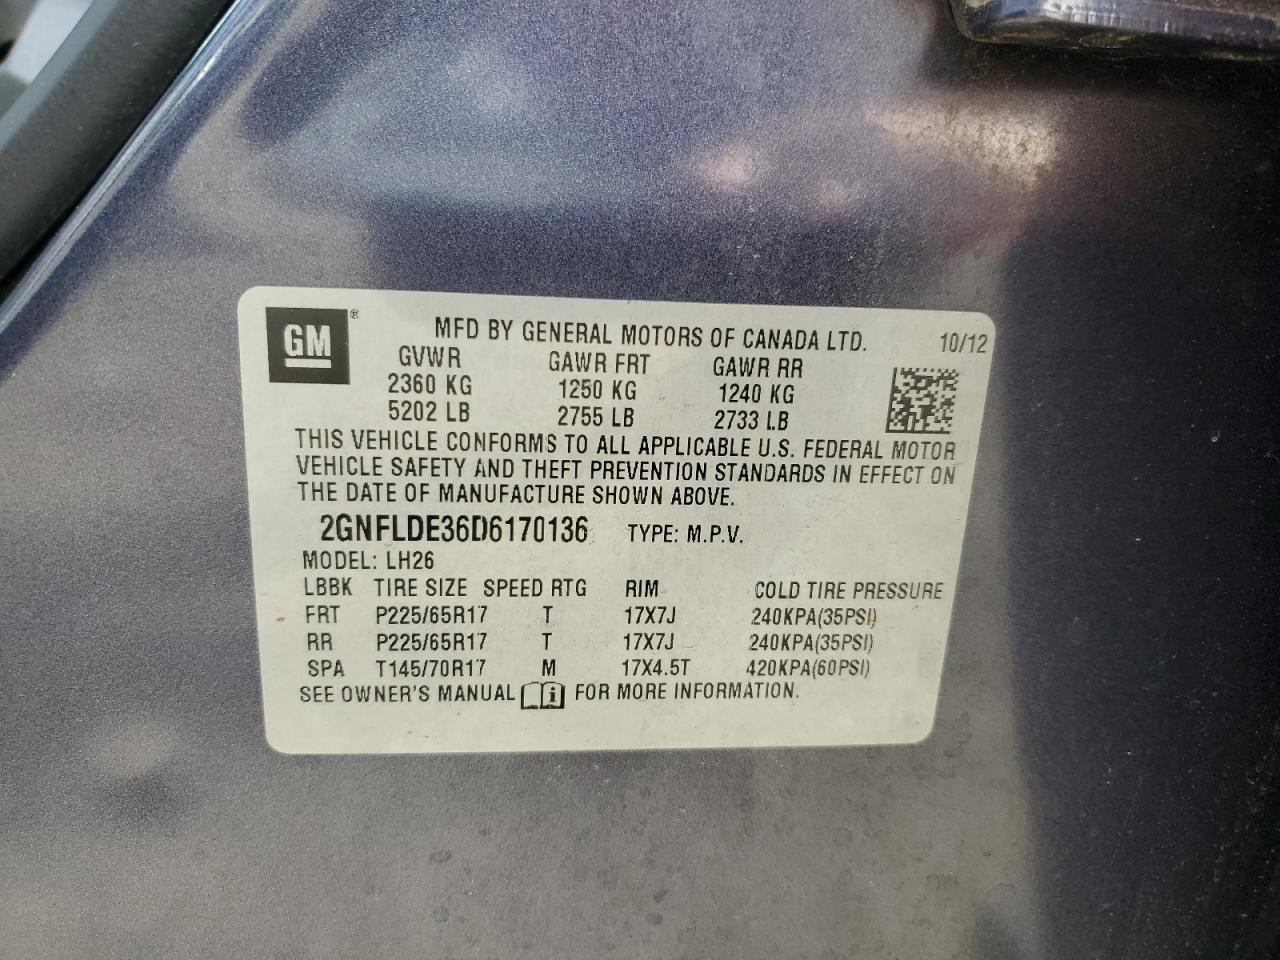 GM ®
MFD BY GENERAL MOTORS OF CANADA LTD. 10/12
GVWR GAWR FRT GAWR RR
2360 KG 1250 KG 1240 KG
5202 LB 2755 LB 2733 LB
THIS VEHICLE CONFORMS TO ALL APPLICABLE U.S. FEDERAL MOTOR
VEHICLE SAFETY AND THEFT PREVENTION STANDARDS IN EFFECT ON
THE DATE OF MANUFACTURE SHOWN ABOVE.
2GNFLDE36D6170136 TYPE: M.P.V.
MODEL: LH26
LBBK TIRE SIZE SPEED RTG RIM COLD TIRE PRESSURE
FRT P225/65R17 T 17X7J 240KPA(35PSI)
RR P225/65R17 T 17X7J 240KPA(35PSI)
SPA T145/70R17 M 17X4.5T 420KPA(60PSI)
SEE OWNER'S MANUAL i FOR MORE INFORMATION.